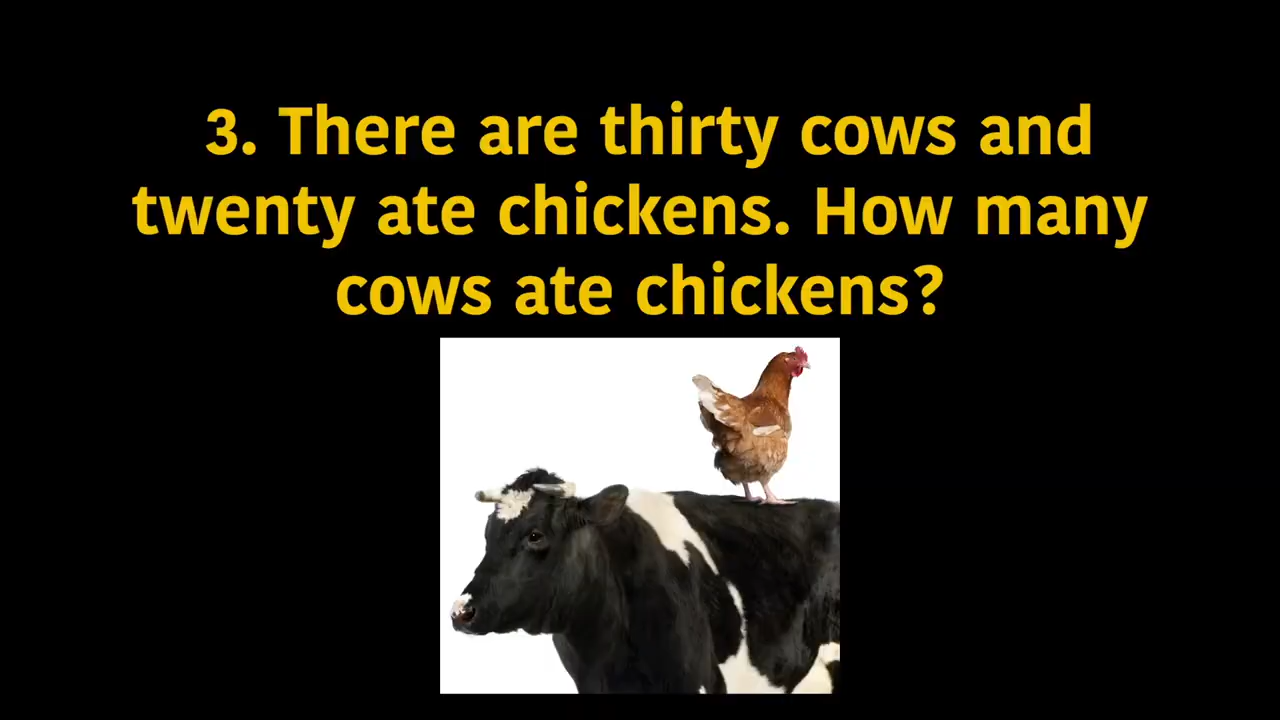 3. There are thirty cows and
twenty ate chickens. How many
cows ate chickens?